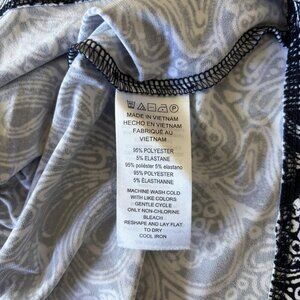 MADE IN VIETNAM
HECHO EN VIETNAM
FABRIQUÉ AU
VIETNAM
95% POLYESTER
5% ELASTANE
95% poliéster 5% elastano
95% POLYESTER
5% ÉLASTHANNE
MACHINE WASH COLD
WITH LIKE COLORS
GENTLE CYCLE
ONLY NON-CHLORINE
BLEACH
RESHAPE AND LAY FLAT
TO DRY
COOL IRON